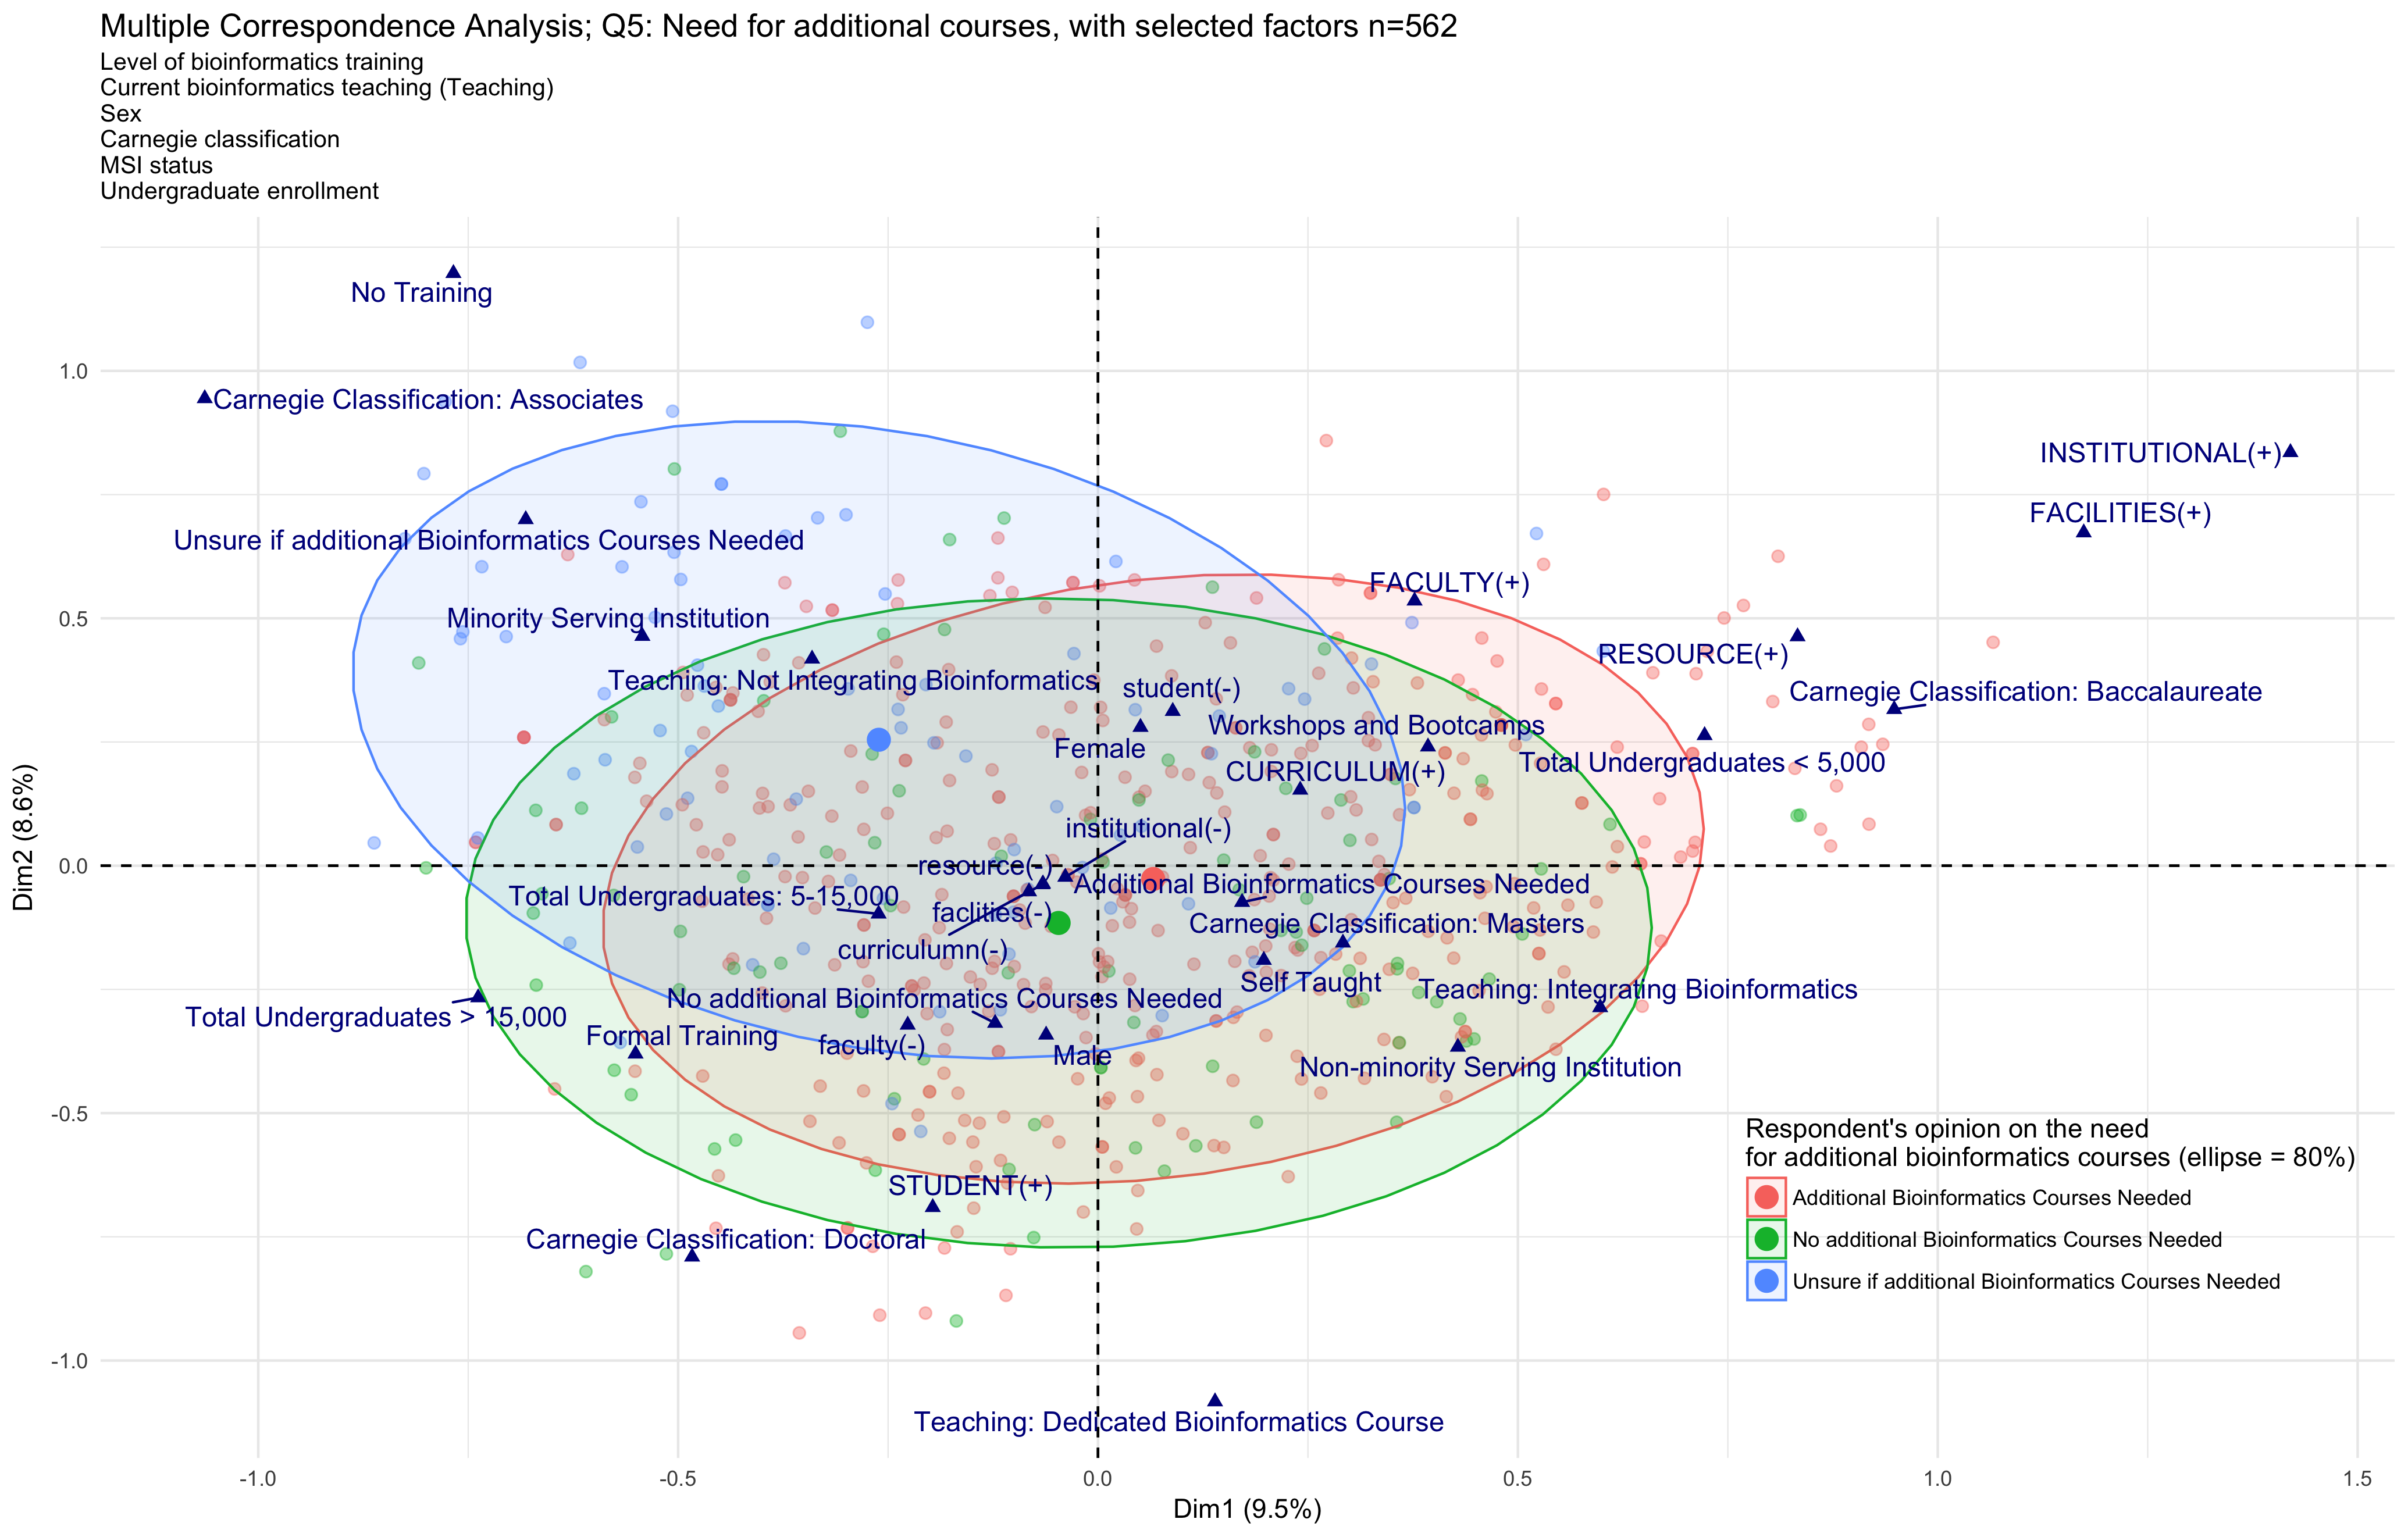 Multiple Correspondence Analysis; Q5: Need for additional courses, with selected factors n=562
Level of bioinformatics training
Current bioinformatics teaching (Teaching)
Sex
Carnegie classification
MSI status
Undergraduate enrollment
No Training
1.0
Carnegie Classification: Associates
INSTITUTIONAL(+)
FACILITIES(+)
Unsure if additional Bioinformatics Courses Needed
FACULTY(+)
0.5
Minority Serving Institution
RESOURCE(+)
Teaching: Not Integrating Bioinformatics
student(-)
Carnegie Classification: Baccalaureate
Workshops and Bootcamps
Female
Total Undergraduates < 5,000
CURRICULUM(+)
institutional(-)
0.0
resource(-)
Additional Bioinformatics Courses Needed
Total Undergraduates: 5-15,000
faclities(-)
Carnegie Classification: Masters
curriculumn(-)
Self Taught
Teaching: Integrating Bioinformatics
No additional Bioinformatics Courses Needed
Total Undergraduates > 15,000
Formal Training
faculty(-)
Male
Non-minority Serving Institution
-0.5
STUDENT(+)
Carnegie Classification: Doctoral
-1.0
Teaching: Dedicated Bioinformatics Course
Dim2 (8.6%)
Respondent's opinion on the need
for additional bioinformatics courses (ellipse = 80%)
Additional Bioinformatics Courses Needed
No additional Bioinformatics Courses Needed
Unsure if additional Bioinformatics Courses Needed
-1.0
-0.5
0.0
0.5
1.0
1.5
Dim1 (9.5%)